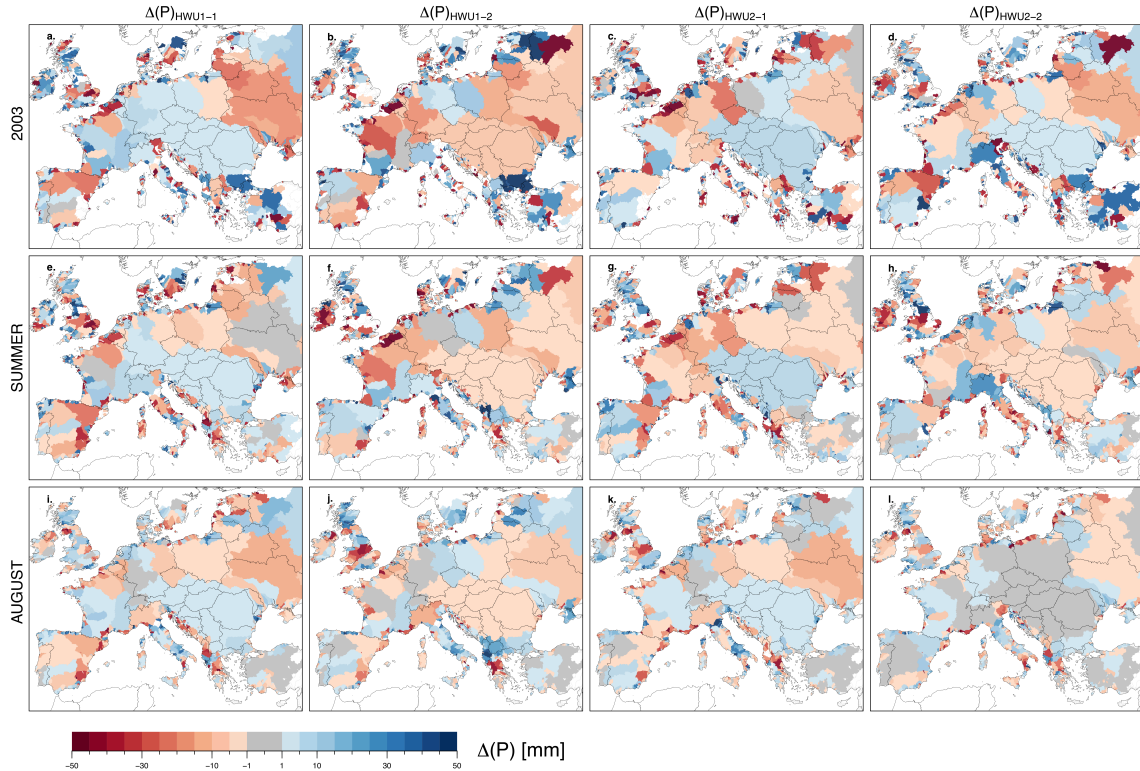 Δ(P)HWU1−1
Δ(P)HWU1−2
Δ(P)HWU2−1
Δ(P)HWU2−2
2003
a.
b.
c.
d.
SUMMER
e.
f.
g.
h.
AUGUST
i.
j.
k.
l.
−50
−30
−10
−1
1
10
30
50
Δ(P) [mm]